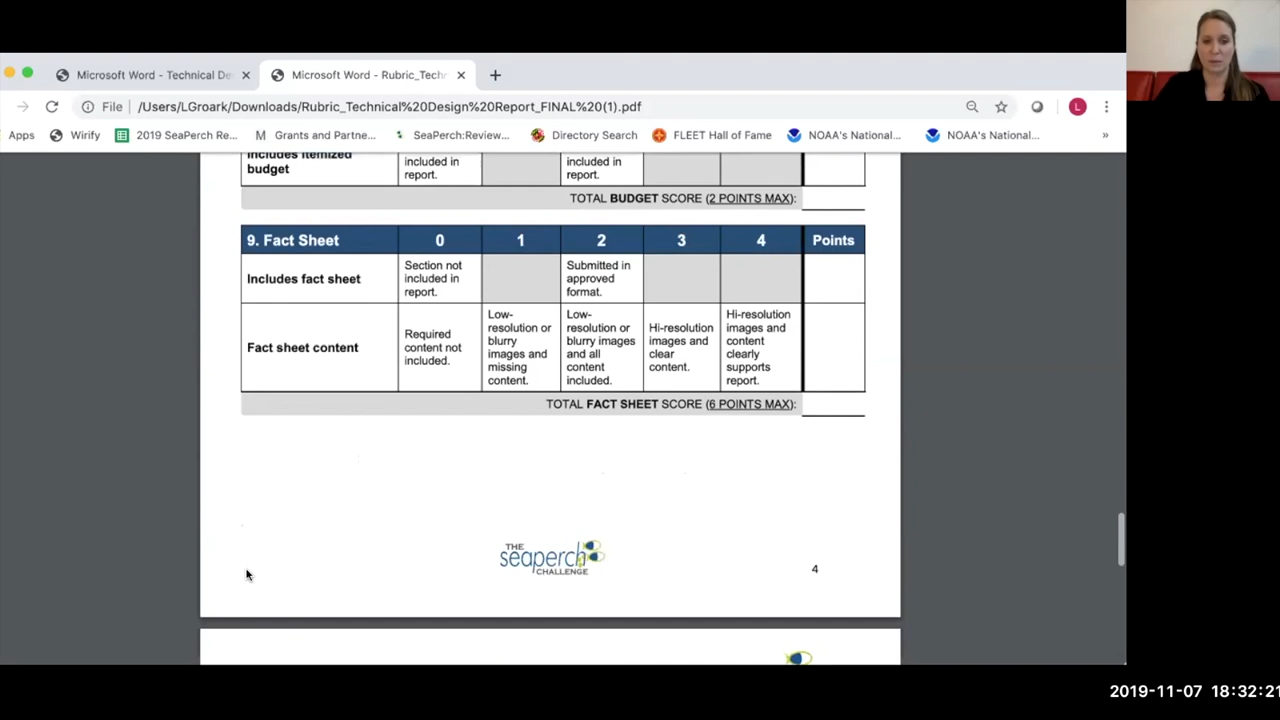 Microsoft Word - Technical De
Microsoft Word - Rubric_Techn
File /Users/LGroark/Downloads/Rubric_Technical%20Design%20Report_FINAL%20(1).pdf
L
Apps Wirify 2019 SeaPerch Re... Grants and Partne... SeaPerch:Review... Directory Search FLEET Hall of Fame NOAA's National... NOAA's National... »
Includes itemized budget
included in report.
included in report.
TOTAL BUDGET SCORE (2 POINTS MAX):
9. Fact Sheet 0 1 2 3 4 Points
Includes fact sheet
Section not included in report.
Submitted in approved format.
Fact sheet content
Required content not included.
Low-resolution or blurry images and missing content.
Low-resolution or blurry images and all content included.
Hi-resolution images and clear content.
Hi-resolution images and content clearly supports report.
TOTAL FACT SHEET SCORE (6 POINTS MAX):
THE
seaperch
CHALLENGE
4
2019-11-07 18:32:21